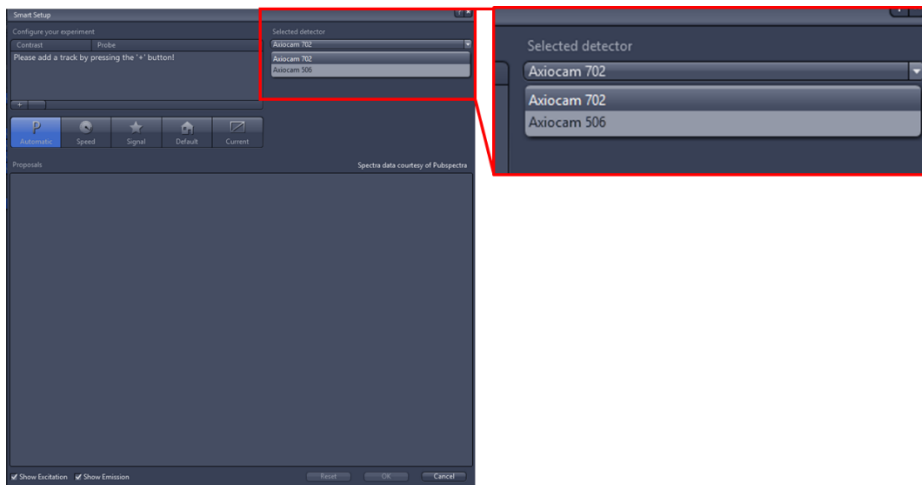 Smart Setup
? ×
Configure your experiment
Contrast Probe
Please add a track by pressing the '+' button!
+
Selected detector
Axiocam 702
Axiocam 702
Axiocam 506
P
Automatic Speed Signal Default Current
Proposals
Spectra data courtesy of Pubspectra
Show Excitation Show Emission
Reset OK Cancel
Selected detector
Axiocam 702
Axiocam 702
Axiocam 506